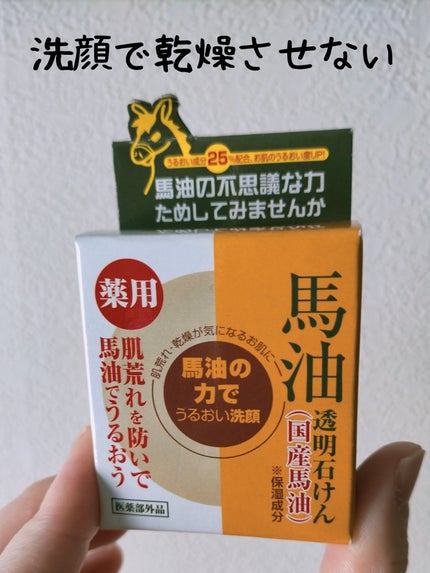 洗顔で乾燥させない
うるおい成分25%配合、お肌のうるおい度UP!
馬油の不思議な力
ためしてみませんか
薬用
肌荒れを防いで
馬油でうるおう
医薬部外品
肌荒れ・乾燥が気になるお肌に
馬油の
力で
うるおい洗顔
馬油
透明石けん
(国産馬油)
※保湿成分